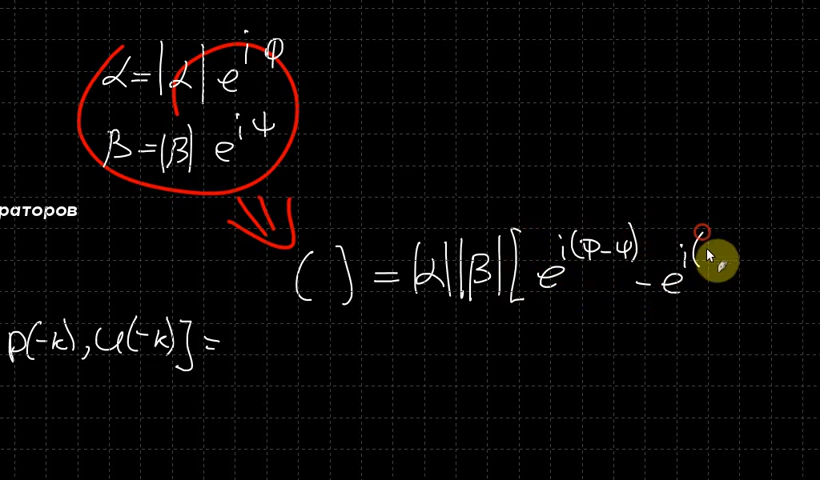 α = |α| e^{iφ}
β = |β| e^{iψ}
раторов
( ) = |α||β| [ e^{i(φ-ψ)} - e^{i(
p(-k), u(-k)] =